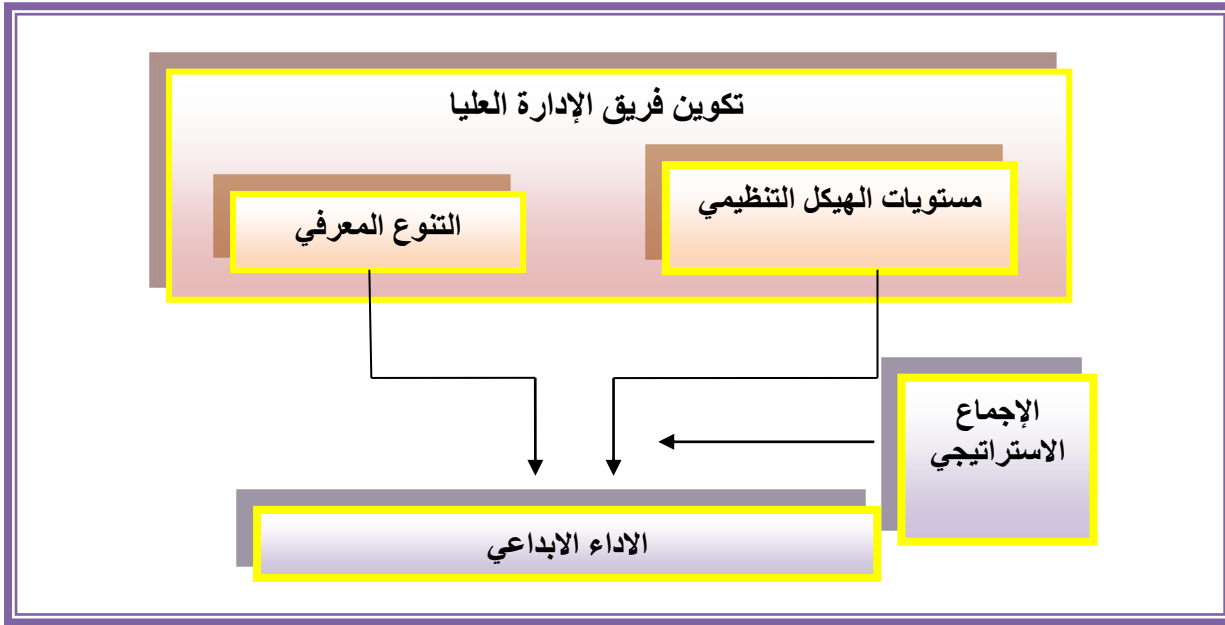 تكوين فريق الإدارة العليا
مستويات الهيكل التنظيمي
التنوع المعرفي
الإجماع
الاستراتيجي
الاداء الابداعي